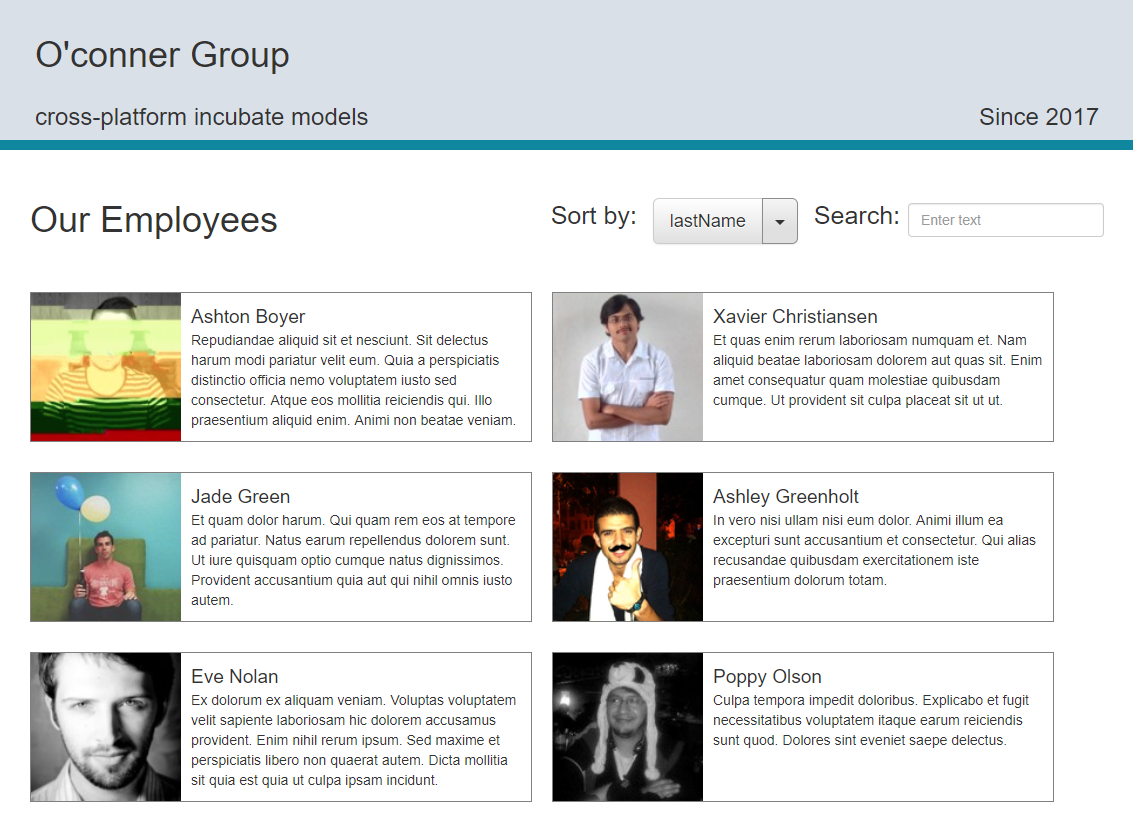 O'conner Group
cross-platform incubate models
Since 2017
Our Employees
Sort by:
lastName
Search:
Enter text
Ashton Boyer
Repudiandae aliquid sit et nesciunt. Sit delectus
harum modi pariatur velit eum. Quia a perspiciatis
distinctio officia nemo voluptatem iusto sed
consectetur. Atque eos mollitia reiciendis qui. Illo
praesentium aliquid enim. Animi non beatae veniam.
Xavier Christiansen
Et quas enim rerum laboriosam numquam et. Nam
aliquid beatae laboriosam dolorem aut quas sit. Enim
amet consequatur quam molestiae quibusdam
cumque. Ut provident sit culpa placeat sit ut ut.
Jade Green
Et quam dolor harum. Qui quam rem eos at tempore
ad pariatur. Natus earum repellendus dolorem sunt.
Ut iure quisquam optio cumque natus dignissimos.
Provident accusantium quia aut qui nihil omnis iusto
autem.
Ashley Greenholt
In vero nisi ullam nisi eum dolor. Animi illum ea
excepturi sunt accusantium et consectetur. Qui alias
recusandae quibusdam exercitationem iste
praesentium dolorum totam.
Eve Nolan
Ex dolorum ex aliquam veniam. Voluptas voluptatem
velit sapiente laboriosam hic dolorem accusamus
provident. Enim nihil rerum ipsum. Sed maxime et
perspiciatis libero non quaerat autem. Dicta mollitia
sit quia est quia ut culpa ipsam incidunt.
Poppy Olson
Culpa tempora impedit doloribus. Explicabo et fugit
necessitatibus voluptatem itaque earum reiciendis
sunt quod. Dolores sint eveniet saepe delectus.